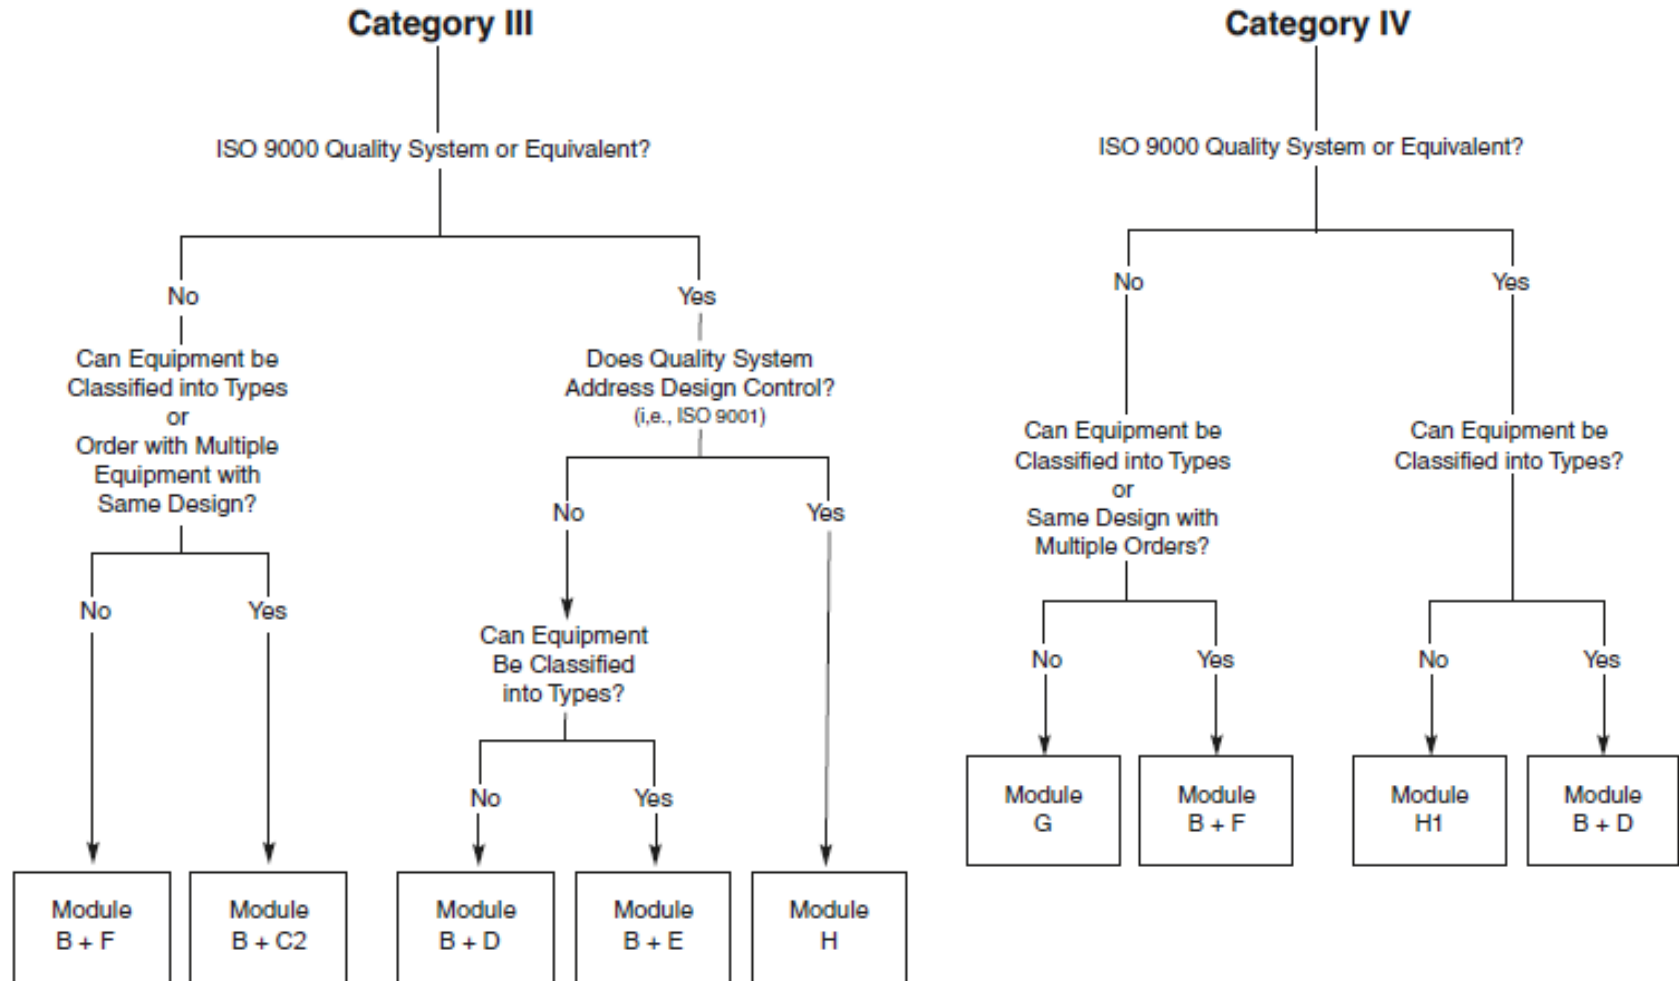 Category III
ISO 9000 Quality System or Equivalent?
No
Yes
Can Equipment be
Classified into Types
or
Order with Multiple
Equipment with
Same Design?
Does Quality System
Address Design Control?
(i,e., ISO 9001)
No
Yes
No
Yes
Can Equipment
Be Classified
into Types?
No
Yes
Module
B + F
Module
B + C2
Module
B + D
Module
B + E
Module
H
Category IV
ISO 9000 Quality System or Equivalent?
No
Yes
Can Equipment be
Classified into Types
or
Same Design with
Multiple Orders?
Can Equipment be
Classified into Types?
No
Yes
No
Yes
Module
G
Module
B + F
Module
H1
Module
B + D